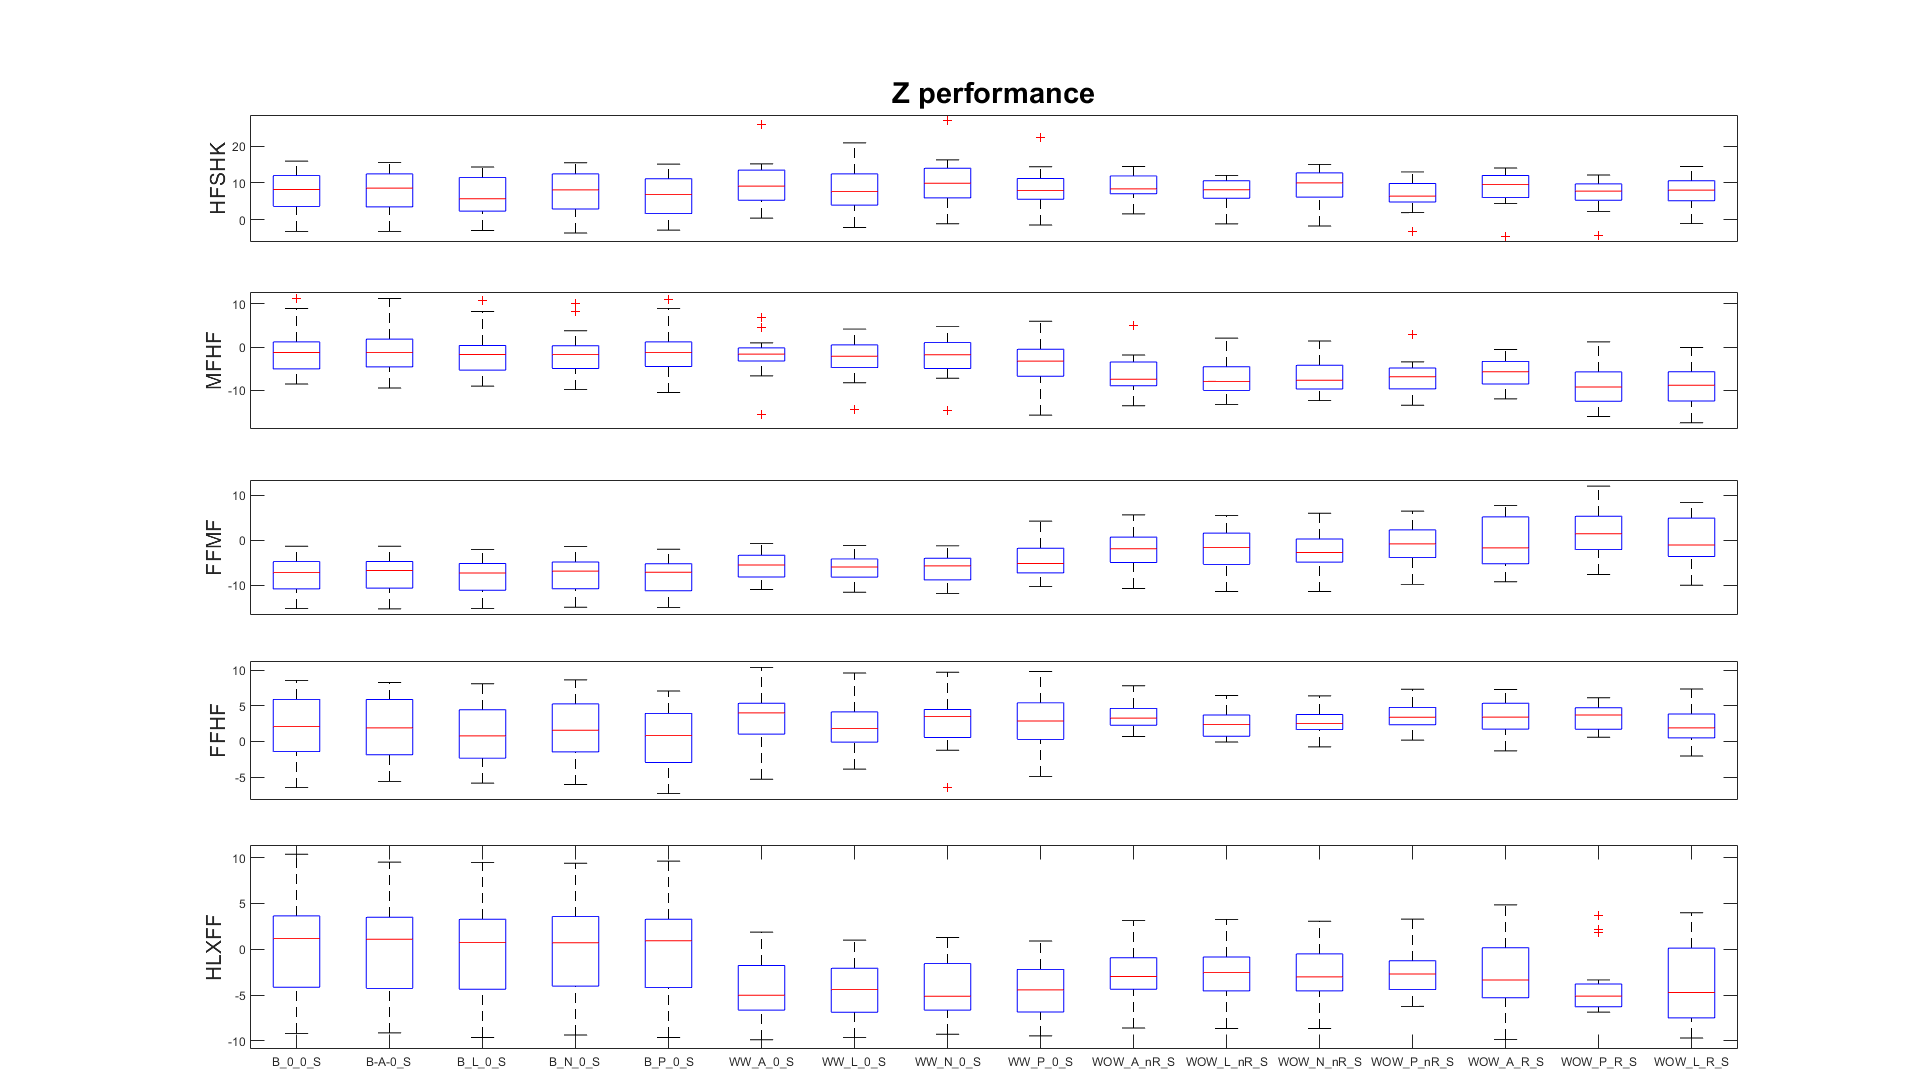 Z performance
HFSHK
20
10
0
MFHF
10
0
-10
FFMF
10
0
-10
FFHF
10
5
0
-5
HLXFF
10
5
0
-5
-10
B_0_0_S B-A-0_S B_L_0_S B_N_0_S B_P_0_S WW_A_0_S WW_L_0_S WW_N_0_S WW_P_0_S WOW_A_nR_S WOW_L_nR_S WOW_N_nR_S WOW_P_nR_S WOW_A_R_S WOW_P_R_S WOW_L_R_S